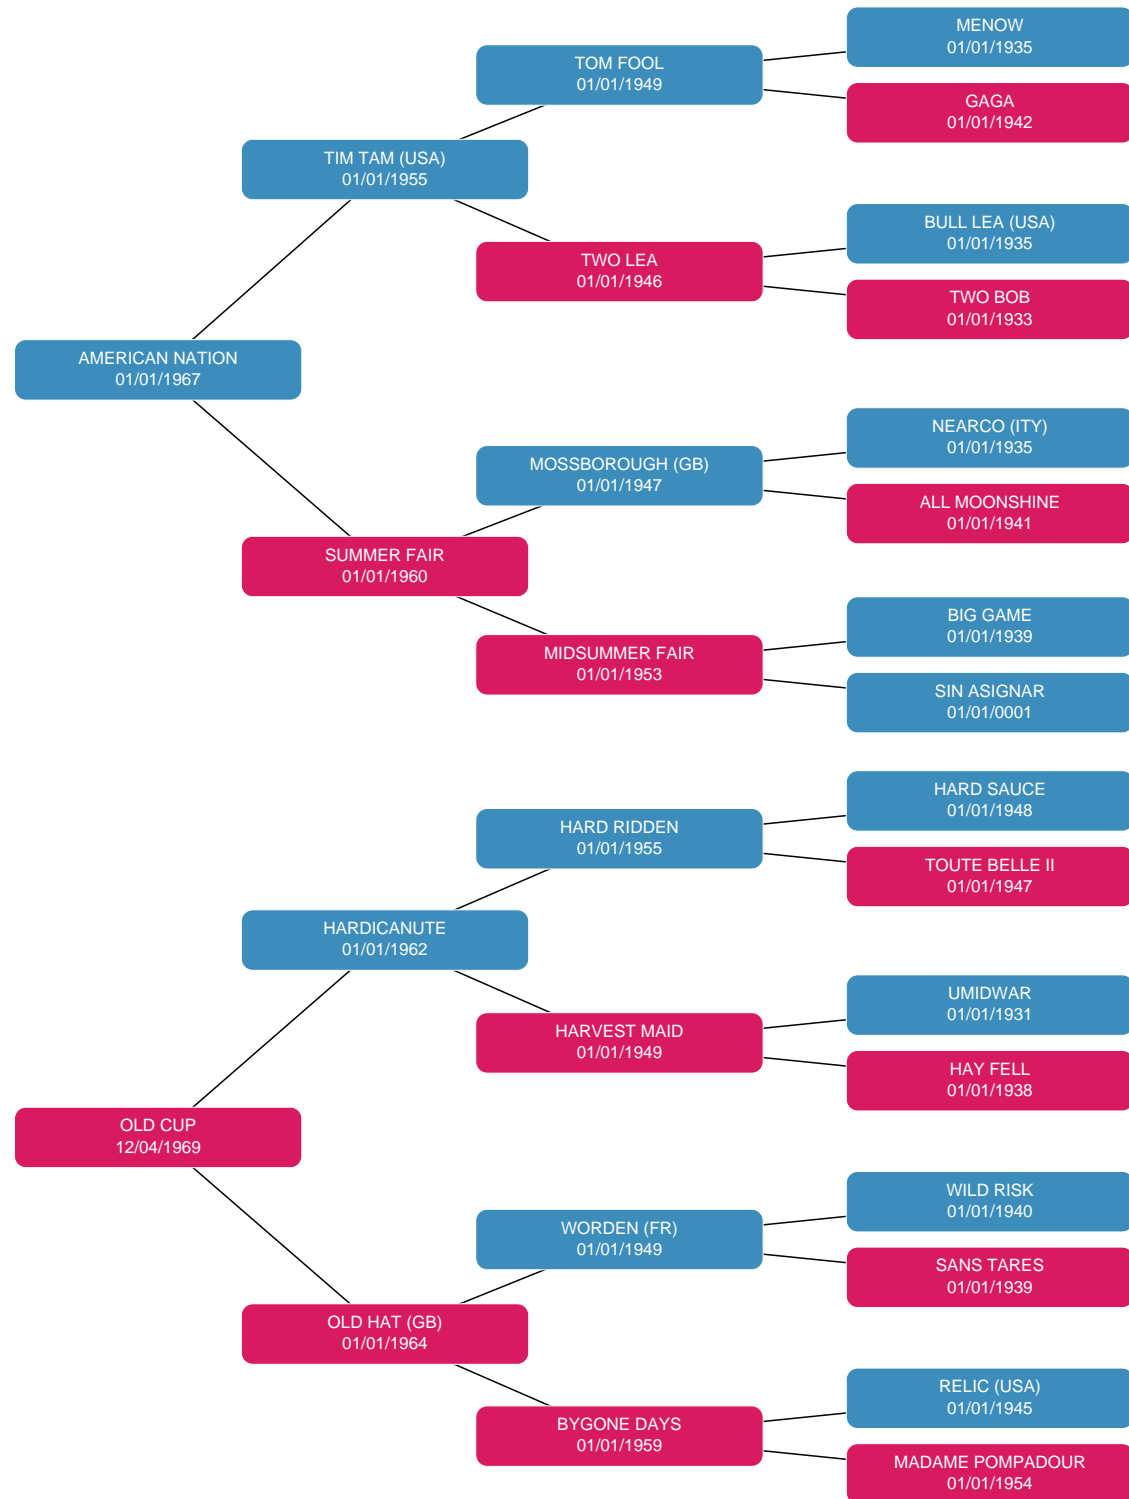 MENOW
01/01/1935
TOM FOOL
01/01/1949
GAGA
01/01/1942
TIM TAM (USA)
01/01/1955
BULL LEA (USA)
01/01/1935
TWO LEA
01/01/1946
TWO BOB
01/01/1933
AMERICAN NATION
01/01/1967
NEARCO (ITY)
01/01/1935
MOSSBOROUGH (GB)
01/01/1947
ALL MOONSHINE
01/01/1941
SUMMER FAIR
01/01/1960
BIG GAME
01/01/1939
MIDSUMMER FAIR
01/01/1953
SIN ASIGNAR
01/01/0001
HARD SAUCE
01/01/1948
HARD RIDDEN
01/01/1955
TOUTE BELLE II
01/01/1947
HARDICANUTE
01/01/1962
UMIDWAR
01/01/1931
HARVEST MAID
01/01/1949
HAY FELL
01/01/1938
OLD CUP
12/04/1969
WILD RISK
01/01/1940
WORDEN (FR)
01/01/1949
SANS TARES
01/01/1939
OLD HAT (GB)
01/01/1964
RELIC (USA)
01/01/1945
BYGONE DAYS
01/01/1959
MADAME POMPADOUR
01/01/1954